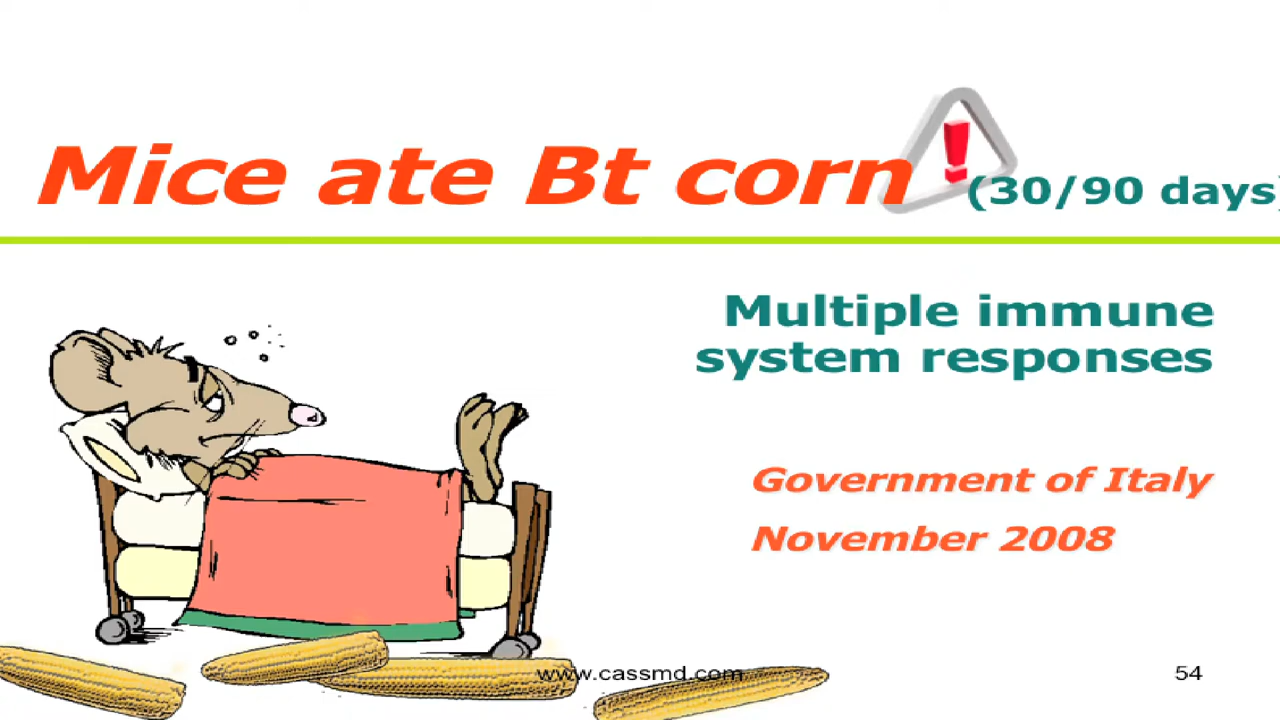 Mice ate Bt corn (30/90 days)
Multiple immune
system responses
Government of Italy
November 2008
www.cassmd.com
54